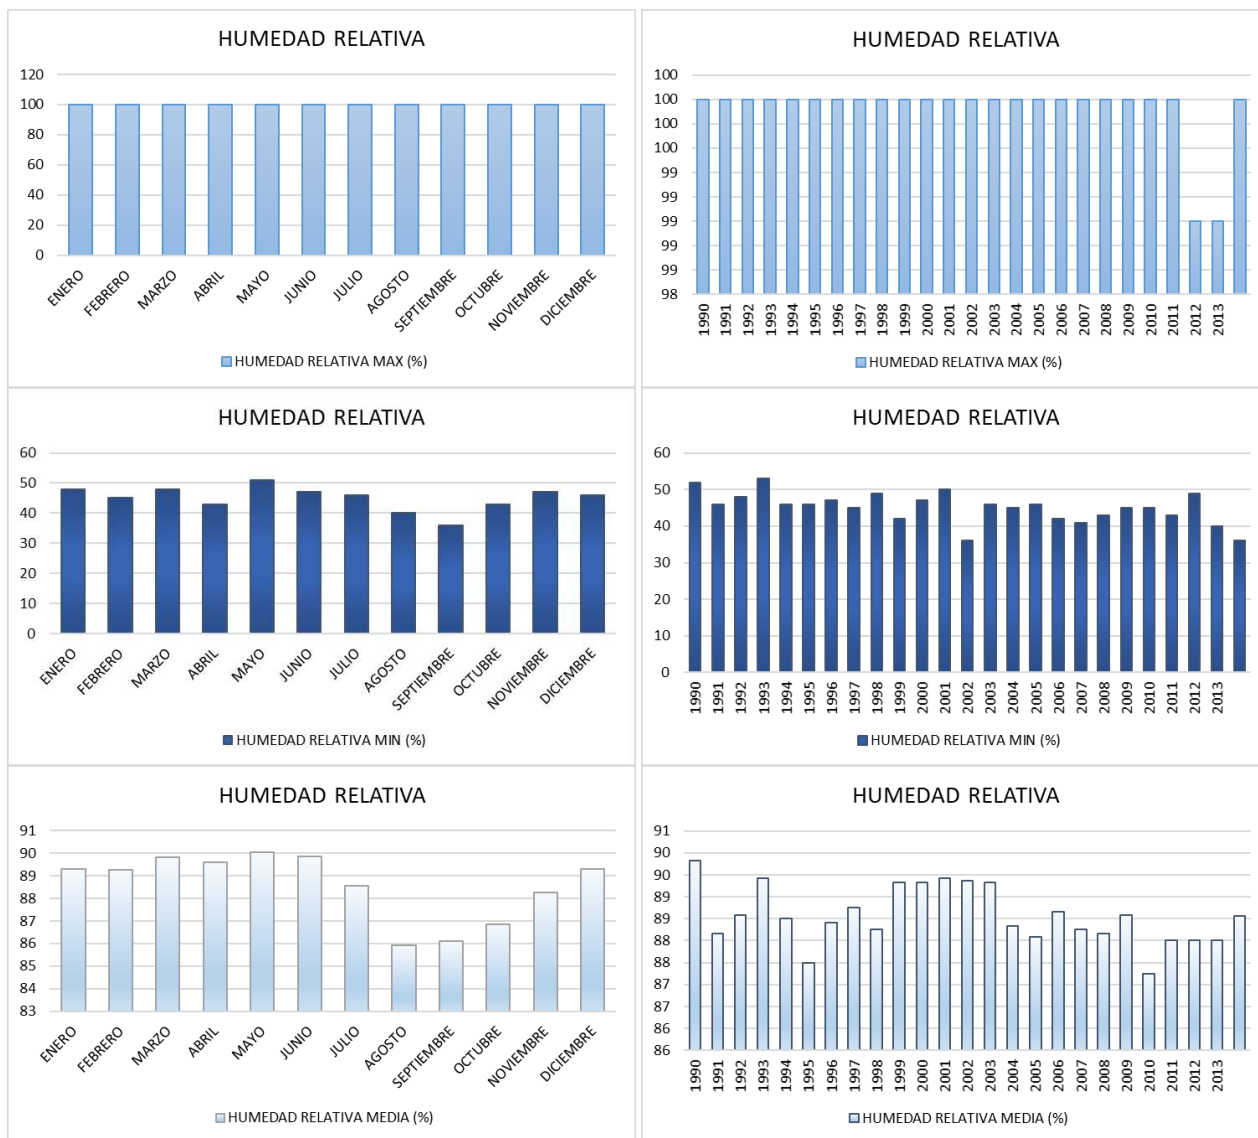 HUMEDAD RELATIVA
120
100
80
60
40
20
0
ENERO
FEBRERO
MARZO
ABRIL
MAYO
JUNIO
JULIO
AGOSTO
SEPTIEMBRE
OCTUBRE
NOVIEMBRE
DICIEMBRE
HUMEDAD RELATIVA MAX (%)
HUMEDAD RELATIVA
100
100
100
100
99
99
99
99
99
98
1990
1991
1992
1993
1994
1995
1996
1997
1998
1999
2000
2001
2002
2003
2004
2005
2006
2007
2008
2009
2010
2011
2012
2013
HUMEDAD RELATIVA MAX (%)
HUMEDAD RELATIVA
60
50
40
30
20
10
0
ENERO
FEBRERO
MARZO
ABRIL
MAYO
JUNIO
JULIO
AGOSTO
SEPTIEMBRE
OCTUBRE
NOVIEMBRE
DICIEMBRE
HUMEDAD RELATIVA MIN (%)
HUMEDAD RELATIVA
60
50
40
30
20
10
0
1990
1991
1992
1993
1994
1995
1996
1997
1998
1999
2000
2001
2002
2003
2004
2005
2006
2007
2008
2009
2010
2011
2012
2013
HUMEDAD RELATIVA MIN (%)
HUMEDAD RELATIVA
91
90
89
88
87
86
85
84
83
ENERO
FEBRERO
MARZO
ABRIL
MAYO
JUNIO
JULIO
AGOSTO
SEPTIEMBRE
OCTUBRE
NOVIEMBRE
DICIEMBRE
HUMEDAD RELATIVA MEDIA (%)
HUMEDAD RELATIVA
91
90
90
89
89
88
88
87
87
86
86
1990
1991
1992
1993
1994
1995
1996
1997
1998
1999
2000
2001
2002
2003
2004
2005
2006
2007
2008
2009
2010
2011
2012
2013
HUMEDAD RELATIVA MEDIA (%)